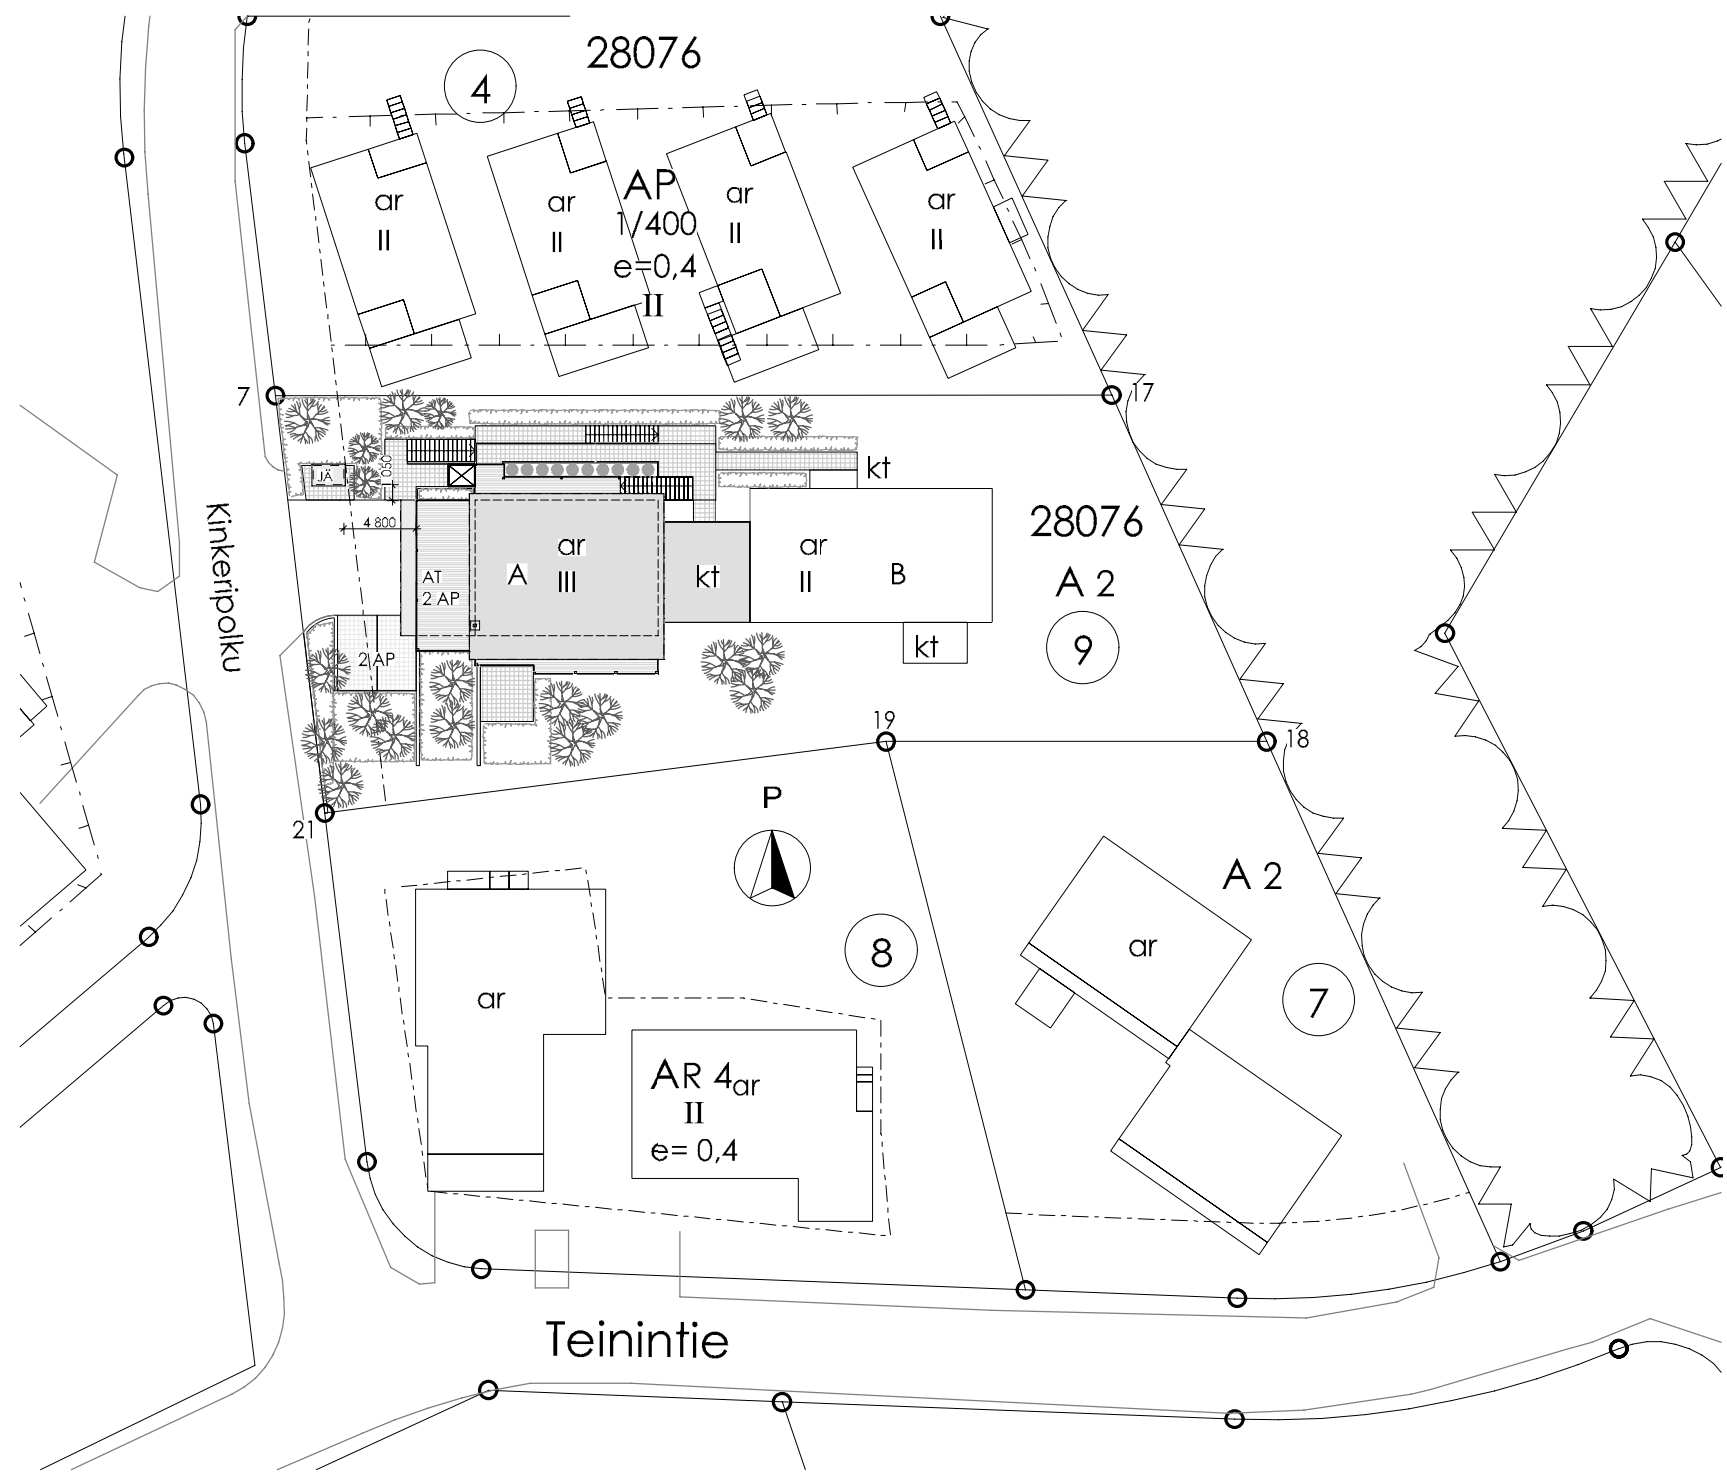 28076
4
ar
II
ar
II
AP
1/400
e=0,4
II
ar
II
ar
II
7
17
JÄ
1 050
4 800
kt
28076
A 2
9
Kinkeripolku
AT
2 AP
A
ar
III
kt
ar
II
B
kt
2 AP
19
18
21
P
A 2
8
ar
7
ar
AR 4ar
II
e= 0,4
Teinintie